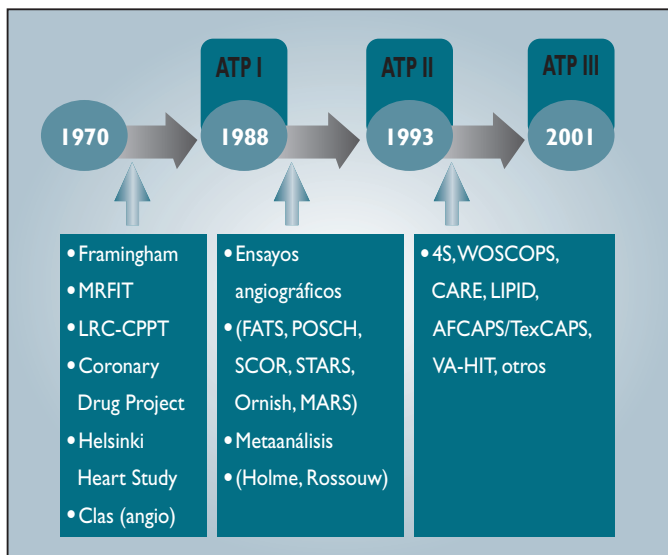 ATP I
ATP II
ATP III
1970
1988
1993
2001
• Framingham
• MRFIT
• LRC-CPPT
• Coronary
Drug Project
• Helsinki
Heart Study
• Clas (angio)
• Ensayos
angiográficos
• (FATS, POSCH,
SCOR, STARS,
Ornish, MARS)
• Metaanálisis
• (Holme, Rossouw)
• 4S, WOSCOPS,
CARE, LIPID,
AFCAPS/TexCAPS,
VA-HIT, otros